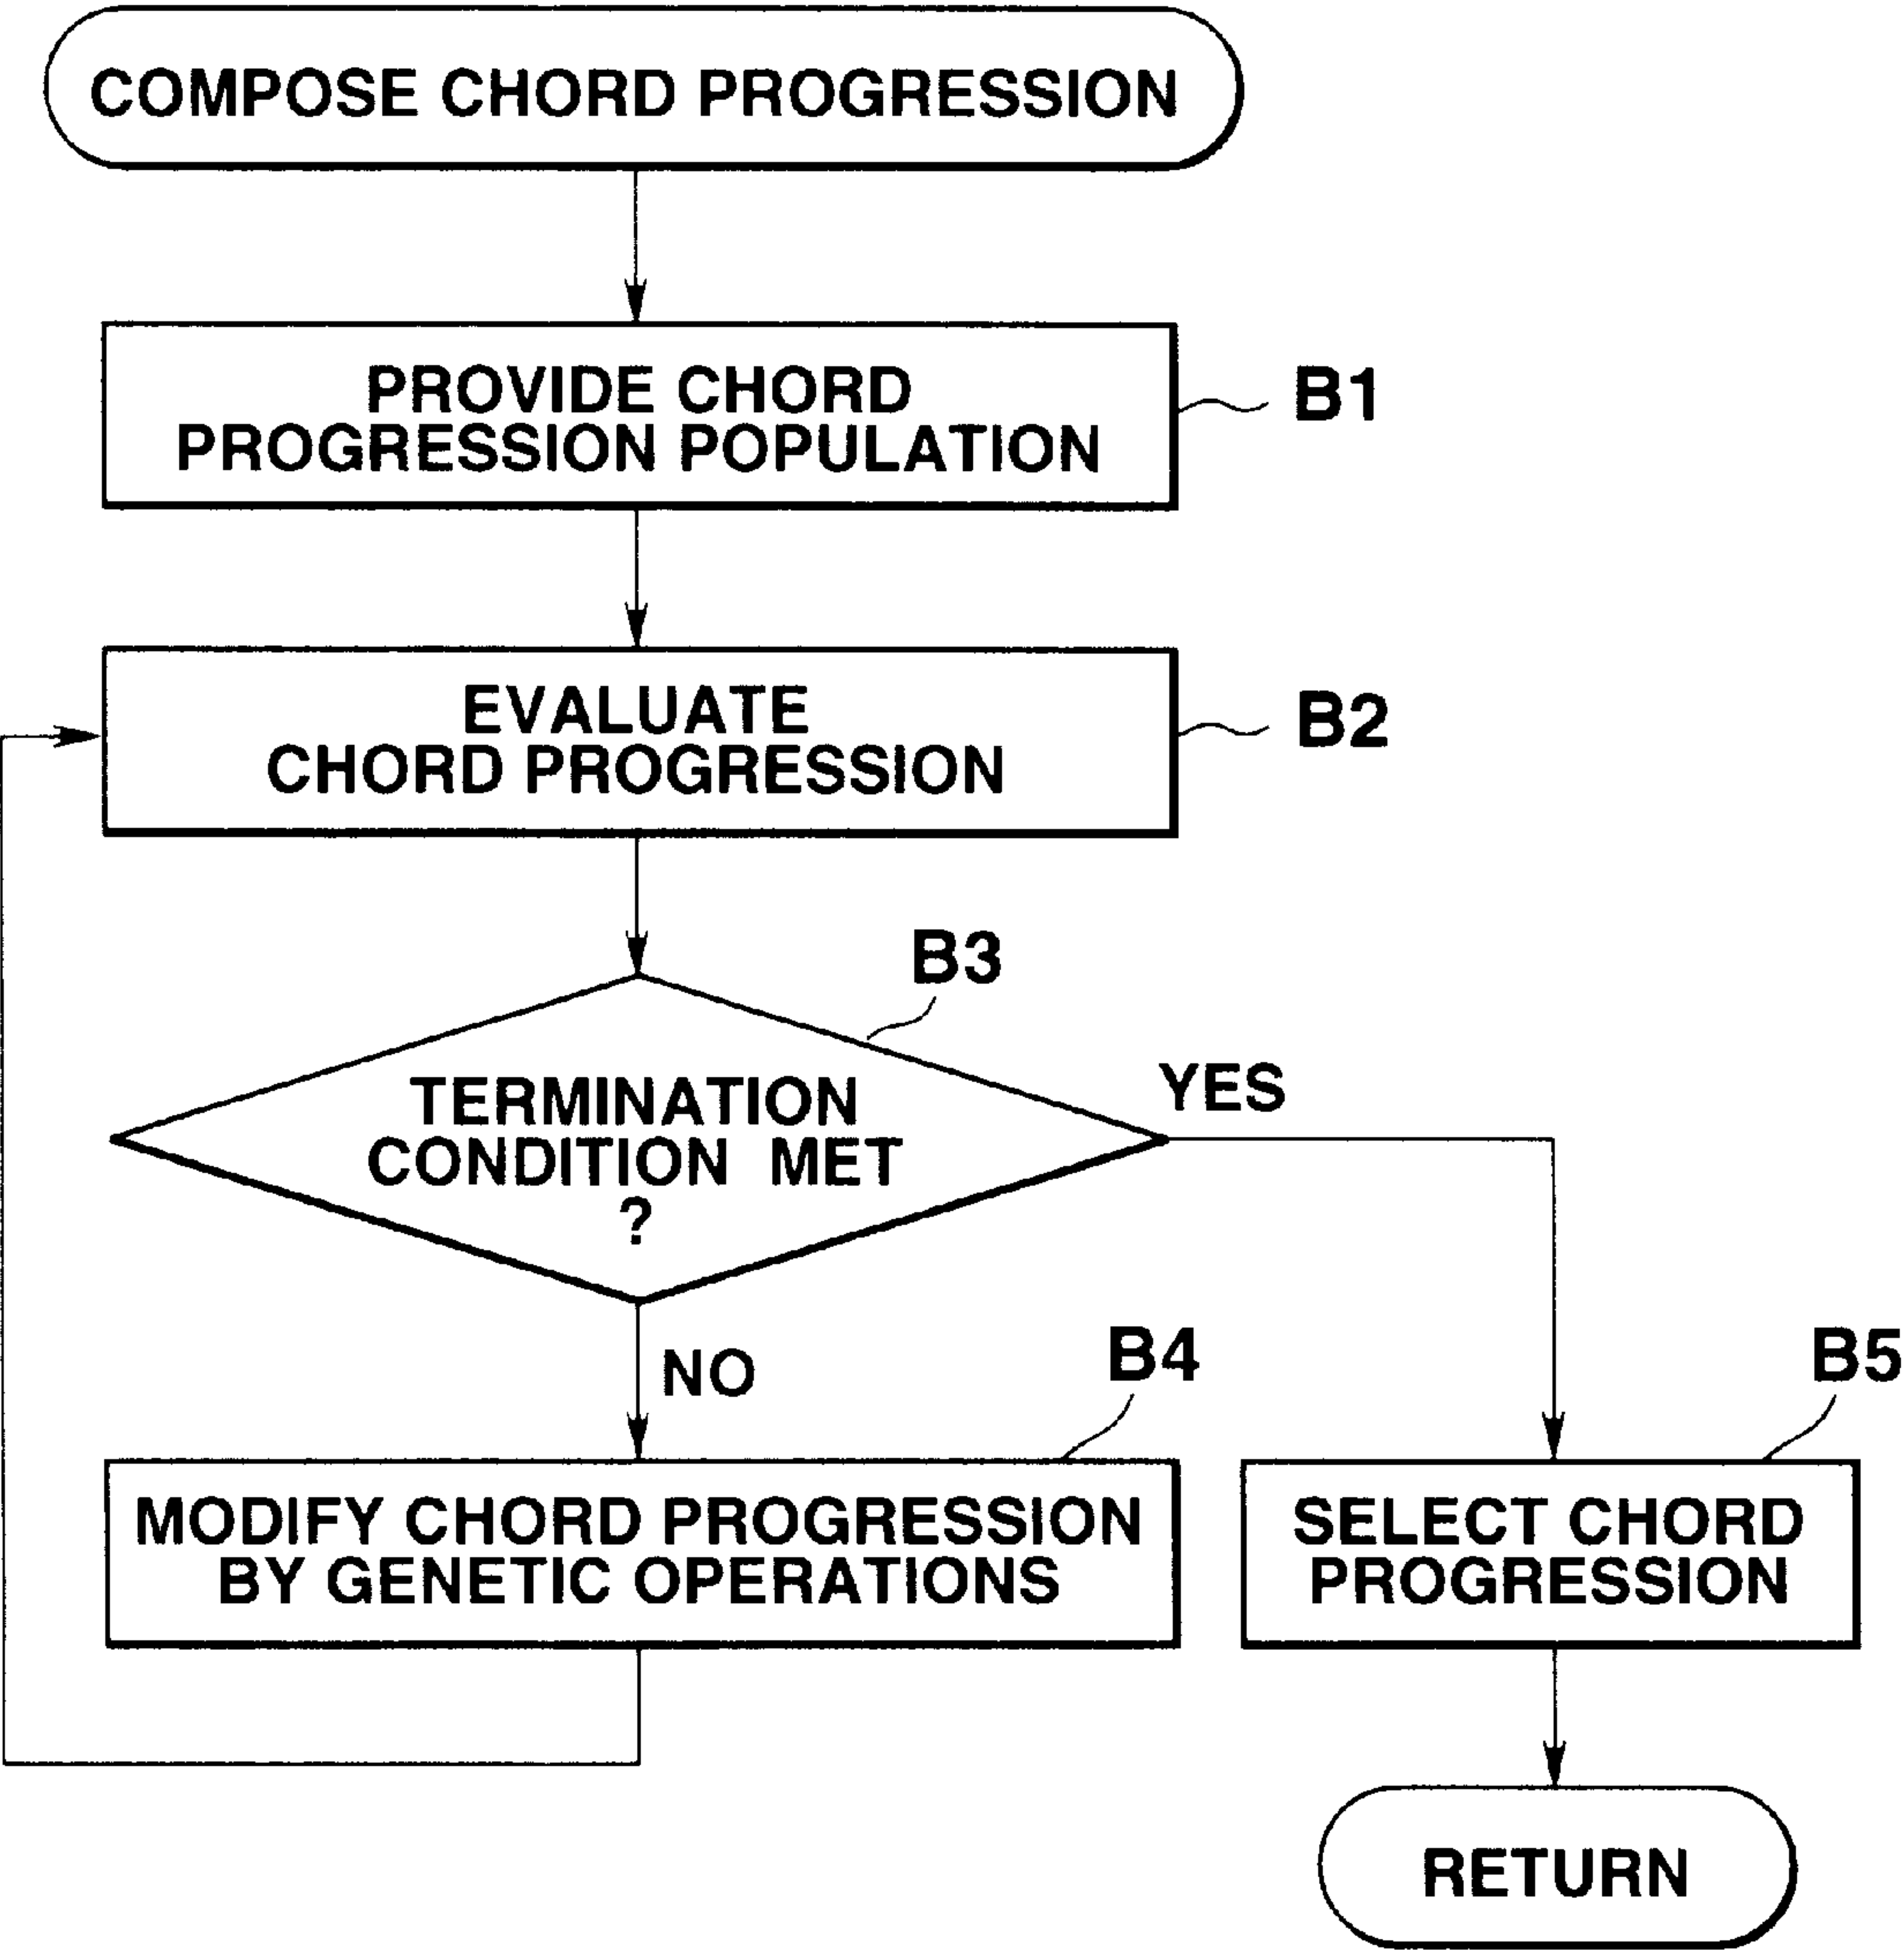 COMPOSE CHORD PROGRESSION
PROVIDE CHORD
PROGRESSION POPULATION
B1
EVALUATE
CHORD PROGRESSION
B2
B3
TERMINATION
CONDITION MET
?
YES
NO
B4
MODIFY CHORD PROGRESSION
BY GENETIC OPERATIONS
B5
SELECT CHORD
PROGRESSION
RETURN